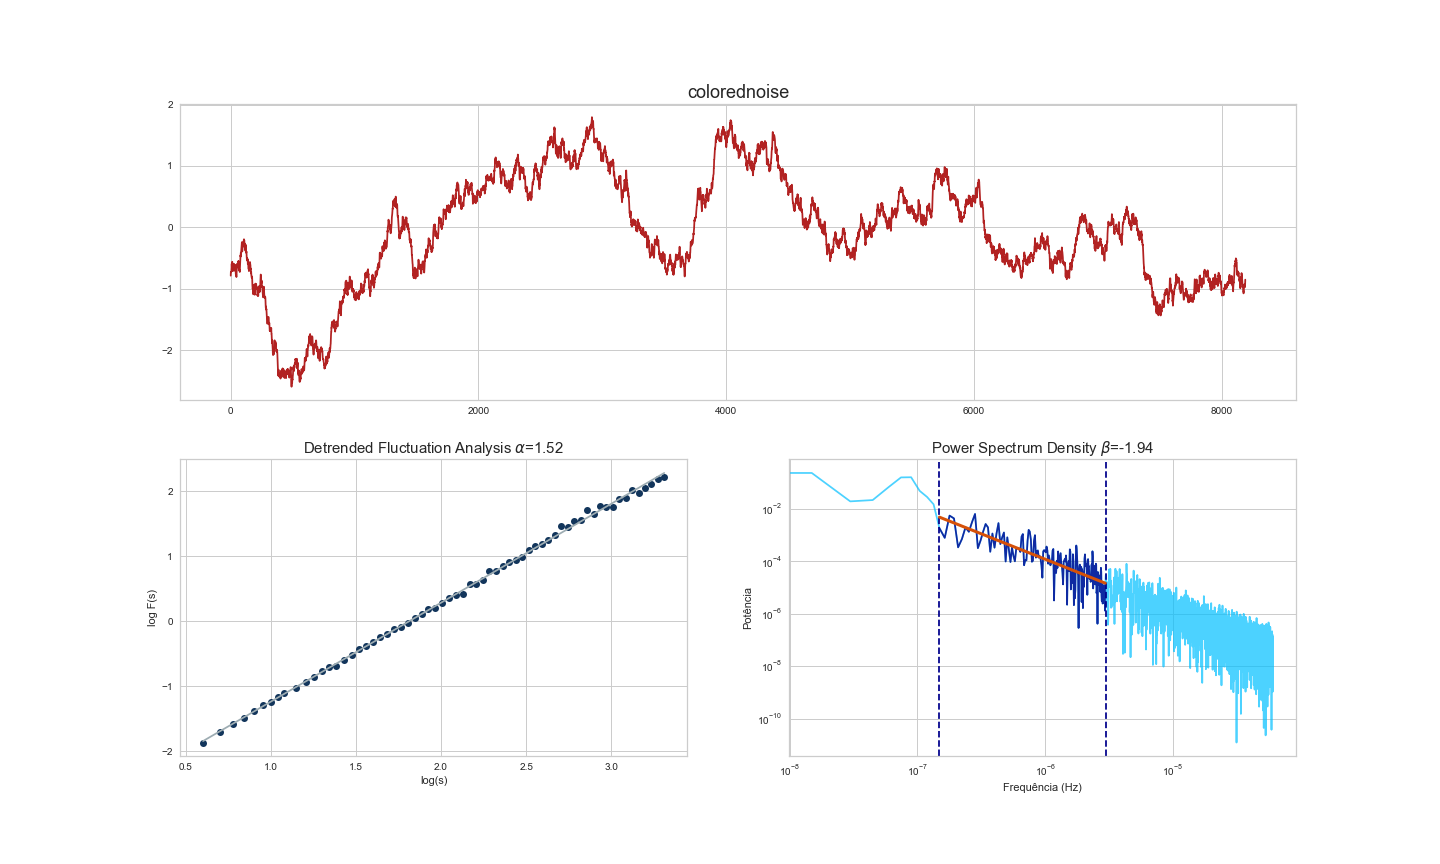 colorednoise
2
1
0
−1
−2
0 2000 4000 6000 8000
Detrended Fluctuation Analysis α=1.52
log F(s)
2
1
0
−1
−2
0.5 1.0 1.5 2.0 2.5 3.0
log(s)
Power Spectrum Density β=-1.94
Potência
10⁻²
10⁻⁴
10⁻⁶
10⁻⁸
10⁻¹⁰
10⁻⁸ 10⁻⁷ 10⁻⁶ 10⁻⁵
Frequência (Hz)